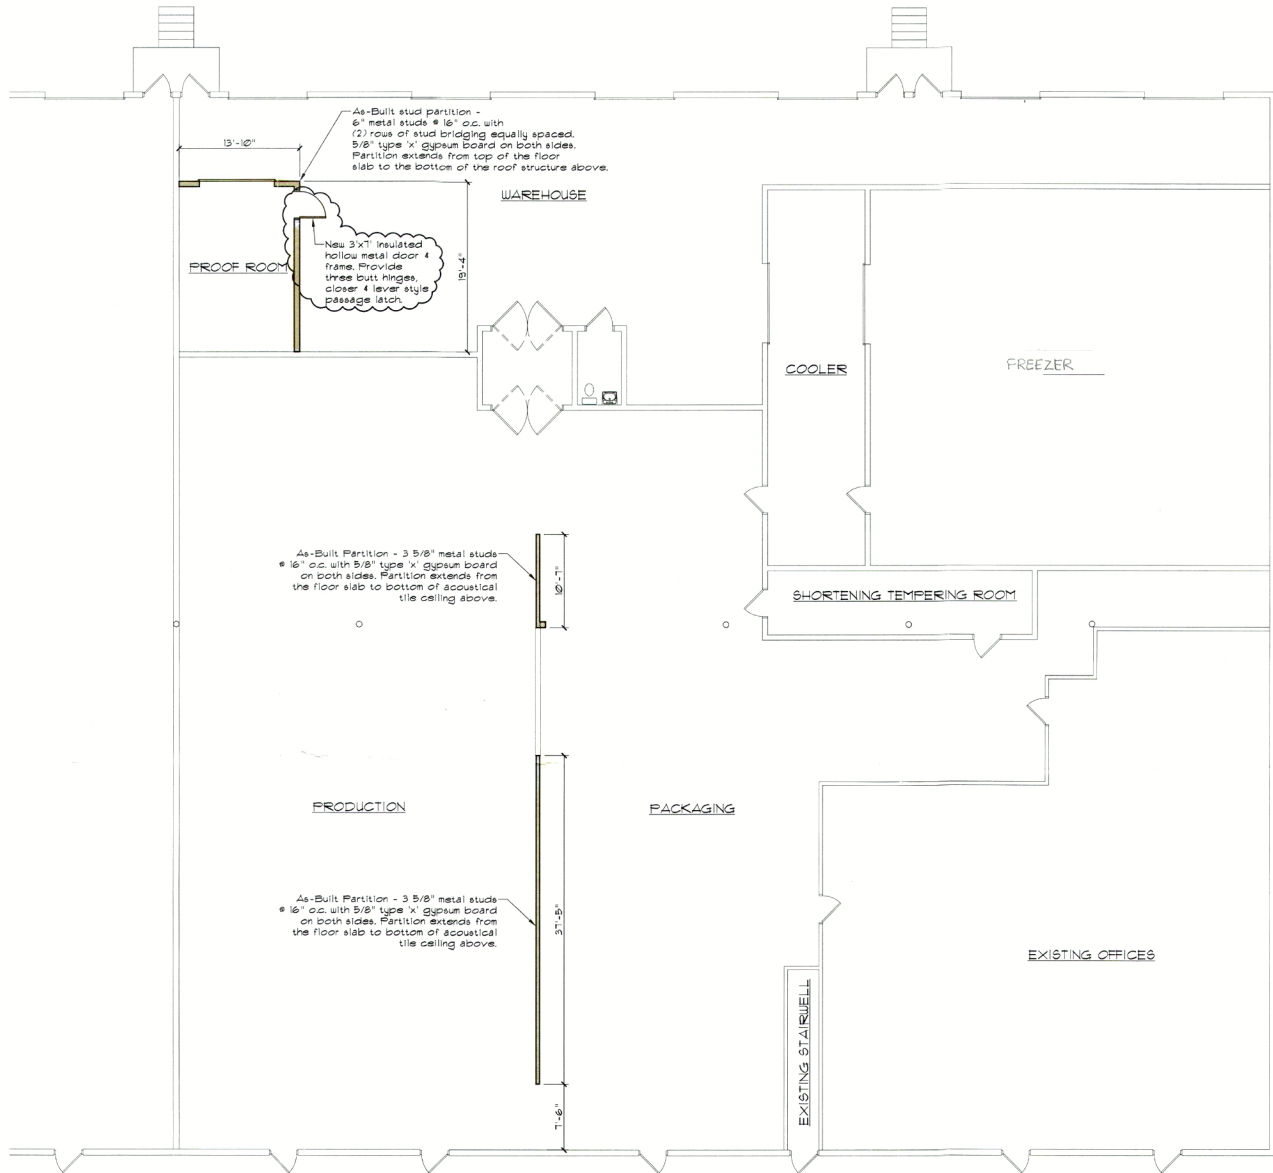 As-Built stud partition -
6" metal studs @ 16" o.c. with
(2) rows of stud bridging equally spaced.
5/8" type 'x' gypsum board on both sides.
Partition extends from top of the floor
slab to the bottom of the roof structure above.
13'-10"
WAREHOUSE
New 3'x7' insulated
hollow metal door &
frame. Provide
three butt hinges,
closer & lever style
passage latch.
PROOF ROOM
19'-4"
COOLER
FREEZER
As-Built Partition - 3 5/8" metal studs
@ 16" o.c. with 5/8" type 'x' gypsum board
on both sides. Partition extends from
the floor slab to bottom of acoustical
tile ceiling above.
10'-7"
SHORTENING TEMPERING ROOM
PRODUCTION
PACKAGING
As-Built Partition - 3 5/8" metal studs
@ 16" o.c. with 5/8" type 'x' gypsum board
on both sides. Partition extends from
the floor slab to bottom of acoustical
tile ceiling above.
37'-5"
EXISTING OFFICES
EXISTING STAIRWELL
7'-6"